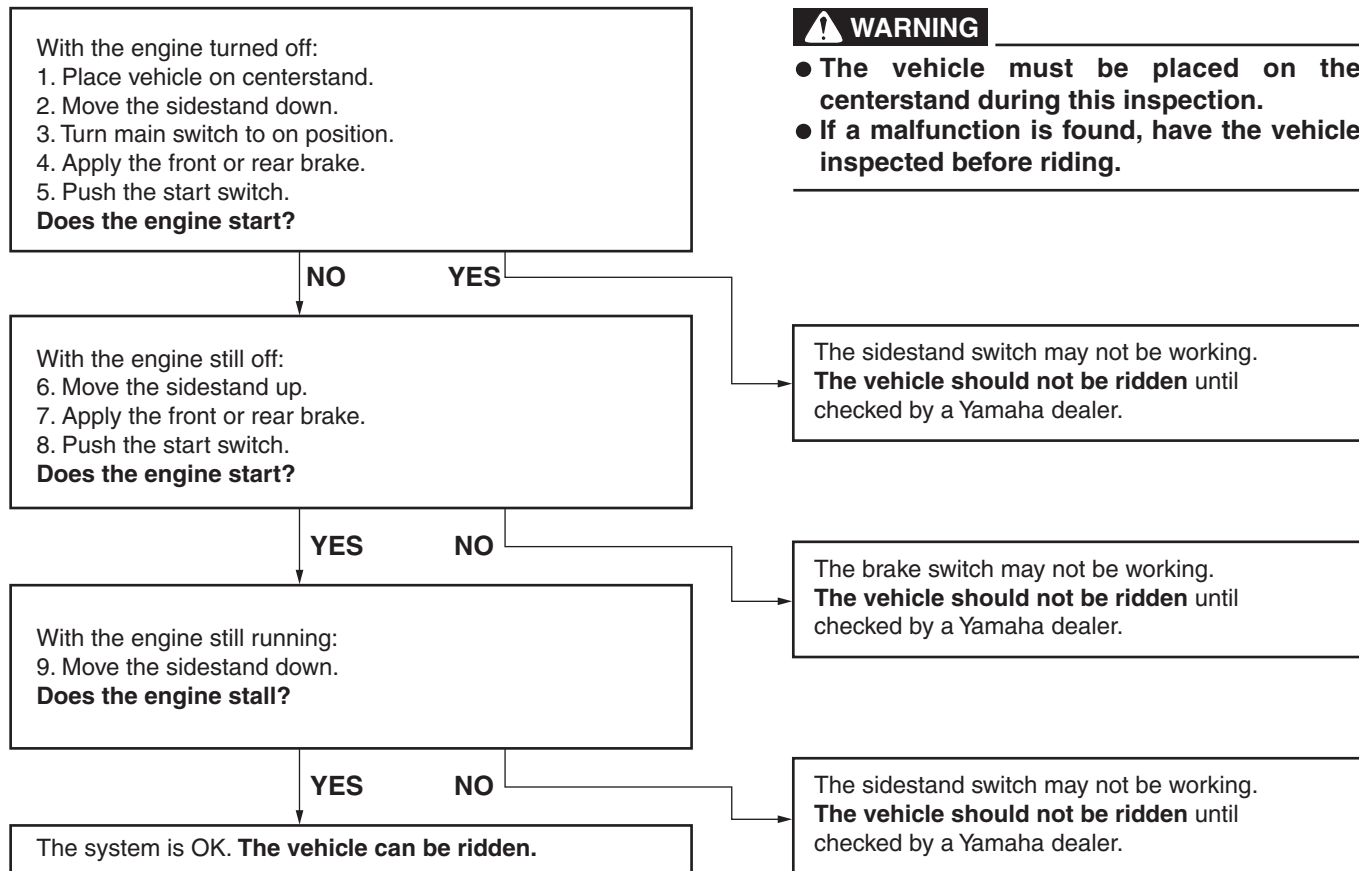 With the engine turned off:
1. Place vehicle on centerstand.
2. Move the sidestand down.
3. Turn main switch to on position.
4. Apply the front or rear brake.
5. Push the start switch.
Does the engine start?
WARNING
● The vehicle must be placed on the
centerstand during this inspection.
● If a malfunction is found, have the vehicle
inspected before riding.
NO YES
The sidestand switch may not be working.
The vehicle should not be ridden until
checked by a Yamaha dealer.
With the engine still off:
6. Move the sidestand up.
7. Apply the front or rear brake.
8. Push the start switch.
Does the engine start?
YES NO
The brake switch may not be working.
The vehicle should not be ridden until
checked by a Yamaha dealer.
With the engine still running:
9. Move the sidestand down.
Does the engine stall?
YES NO
The sidestand switch may not be working.
The vehicle should not be ridden until
checked by a Yamaha dealer.
The system is OK. The vehicle can be ridden.